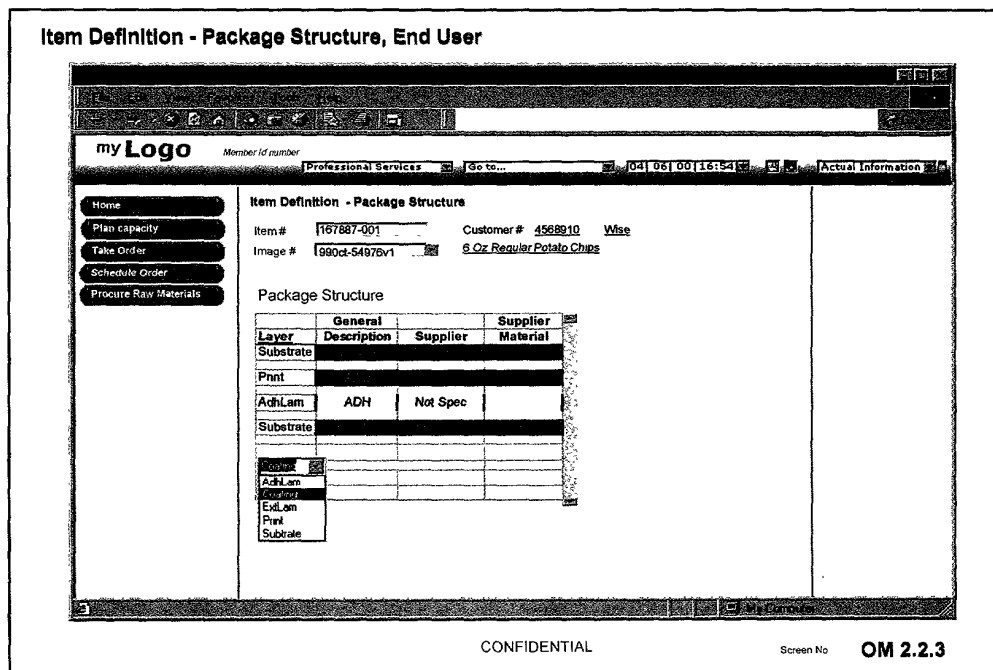 Item Definition - Package Structure, End User
my Logo
Member id number
Professional Services Go to... 04 06 00 16:54 Actual Information
Home
Plan capacity
Take Order
Schedule Order
Procure Raw Materials
Item Definition - Package Structure
Item # 167887-001 Customer # 4568910 Wise
Image # 990ct-54976v1 6 Oz Regular Potato Chips
Package Structure
General Supplier
Layer Description Supplier Material
Substrate
Print
AdhLam ADH Not Spec
Substrate
Coating
AdhLam
Coating
ExtLam
Print
Subtrate
My Computer
CONFIDENTIAL
Screen No OM 2.2.3